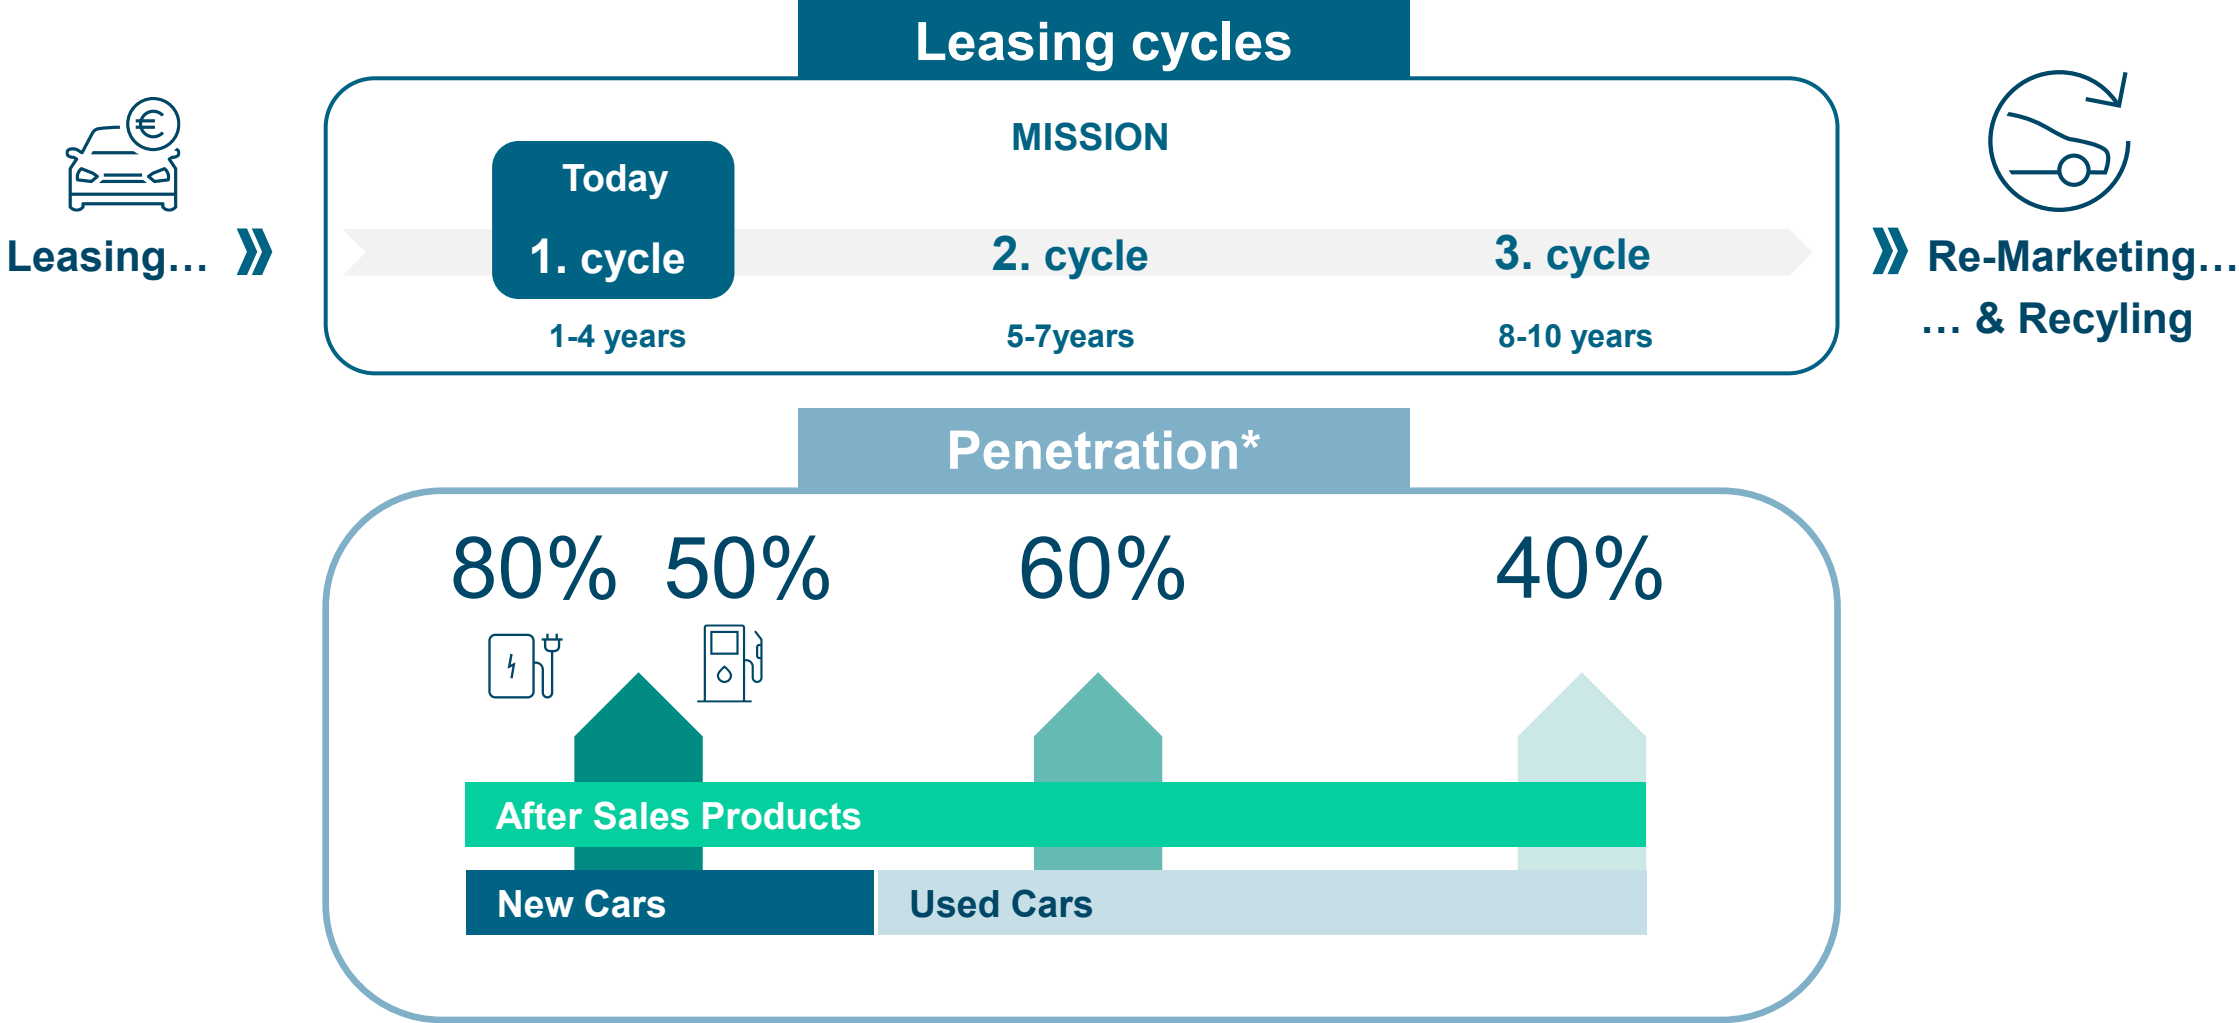 Leasing cycles
MISSION
Today
Leasing…
1. cycle
2. cycle
3. cycle
Re-Marketing…
… & Recyling
1-4 years
5-7years
8-10 years
Penetration*
80%
50%
60%
40%
After Sales Products
New Cars
Used Cars